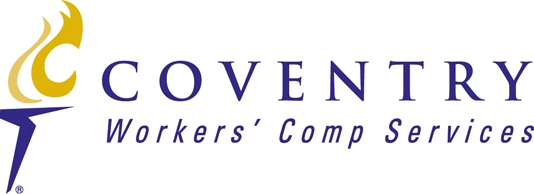 COVENTRY
Workers' Comp Services
®